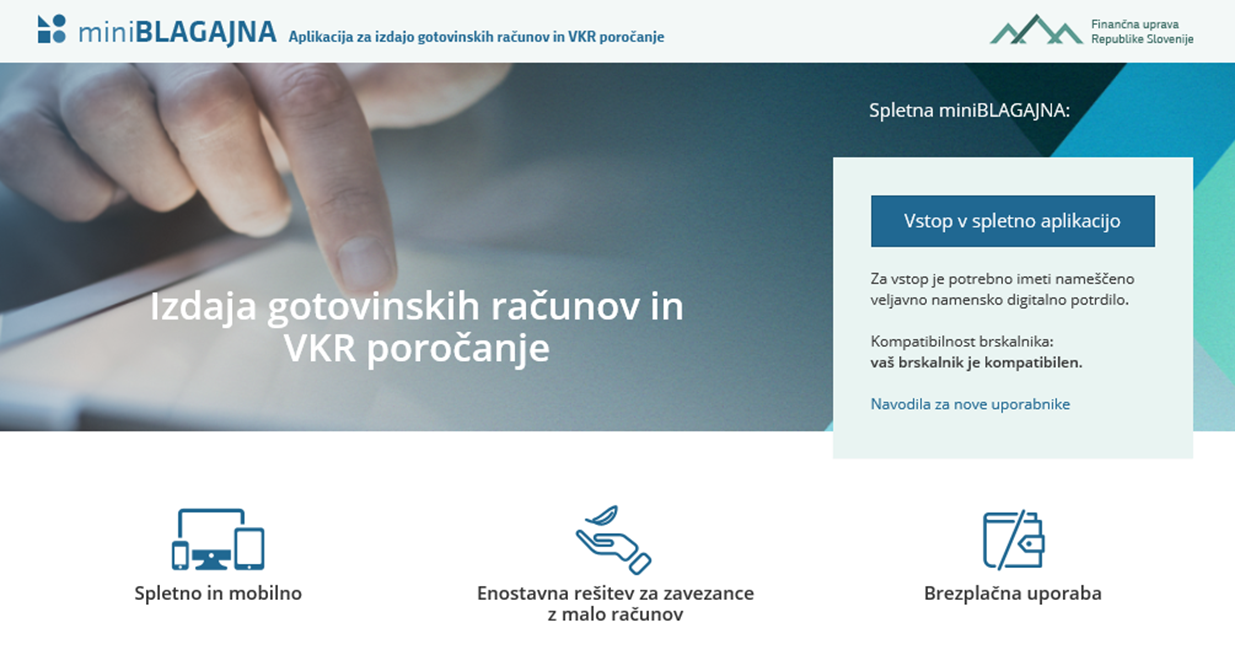 miniBLAGAJNA Aplikacija za izdajo gotovinskih računov in VKR poročanje
Finančna uprava
Republike Slovenije
Spletna miniBLAGAJNA:
Vstop v spletno aplikacijo
Za vstop je potrebno imeti nameščeno
veljavno namensko digitalno potrdilo.
Kompatibilnost brskalnika:
vaš brskalnik je kompatibilen.
Navodila za nove uporabnike
Izdaja gotovinskih računov in
VKR poročanje
Spletno in mobilno
Enostavna rešitev za zavezance
z malo računov
Brezplačna uporaba